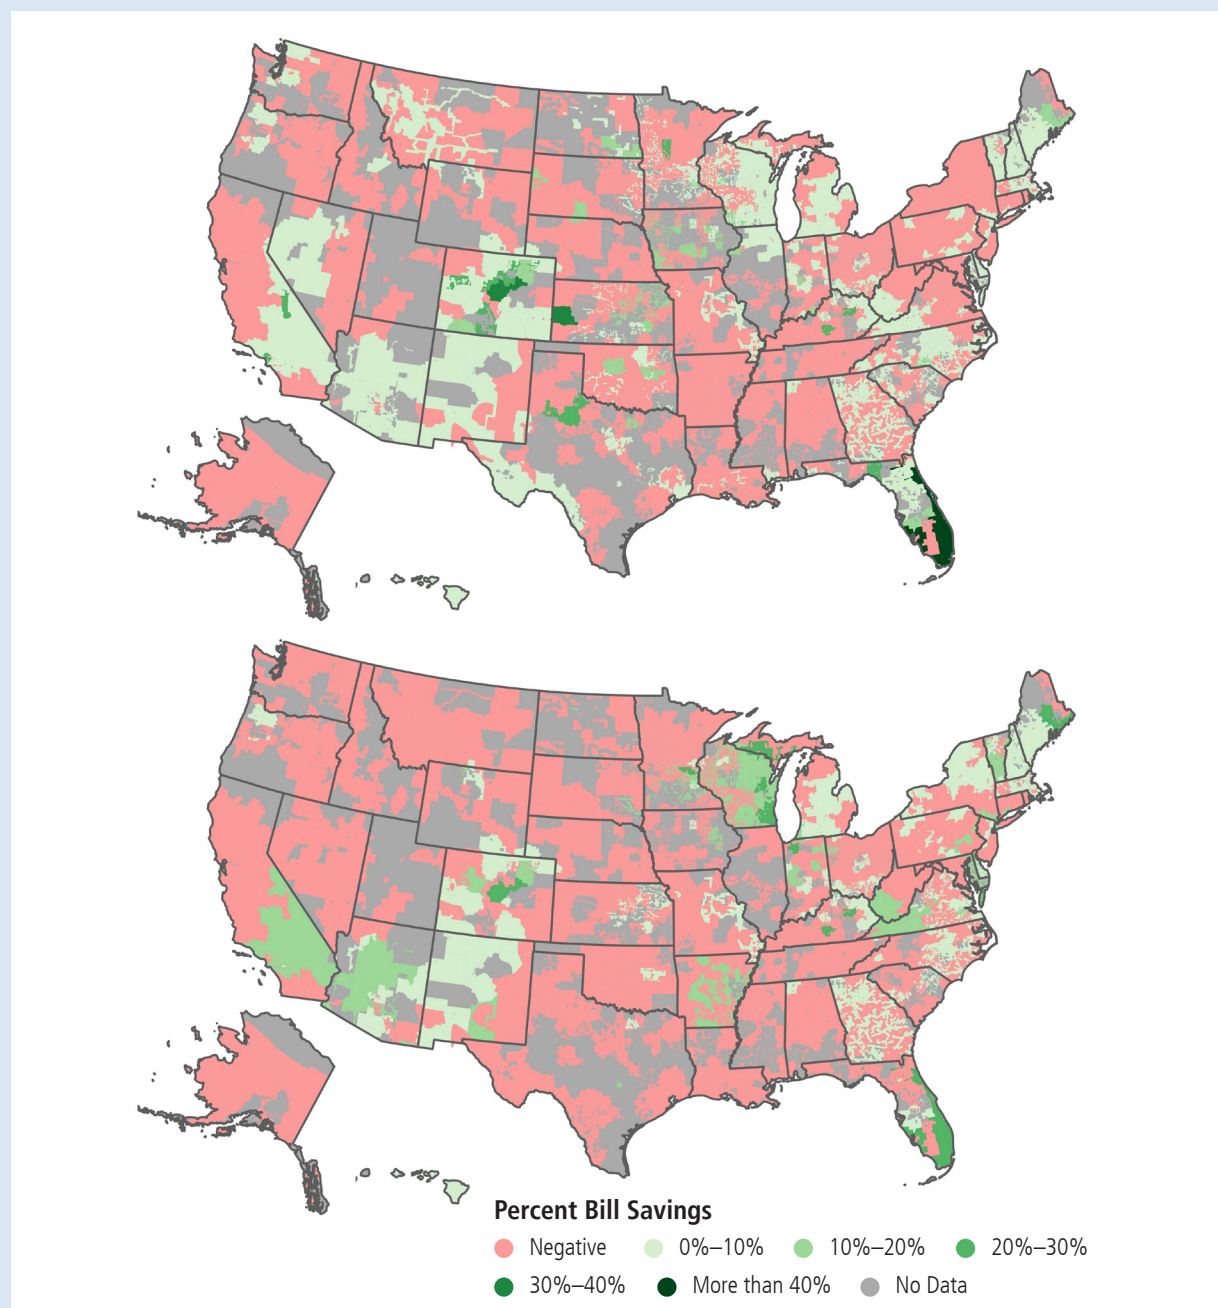 Percent Bill Savings
Negative 0%–10% 10%–20% 20%–30%
30%–40% More than 40% No Data